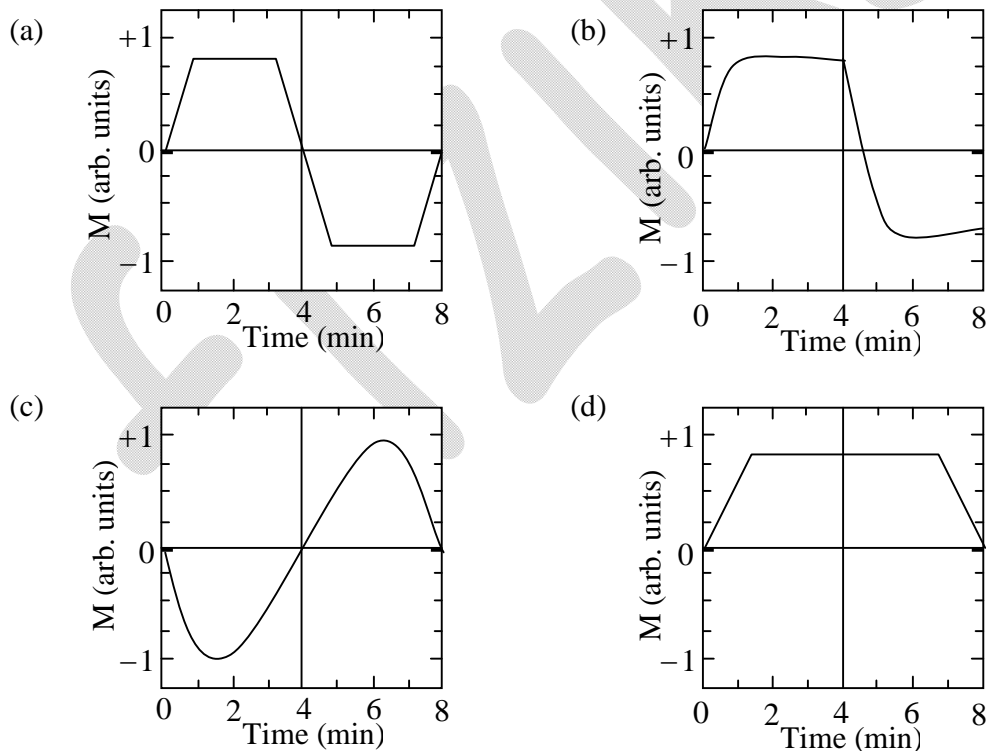 (a)
M (arb. units)
+1
0
−1
0 2 4 6 8
Time (min)
(b)
M (arb. units)
+1
0
−1
0 2 4 6 8
Time (min)
(c)
M (arb. units)
+1
0
−1
0 2 4 6 8
Time (min)
(d)
M (arb. units)
+1
0
−1
0 2 4 6 8
Time (min)